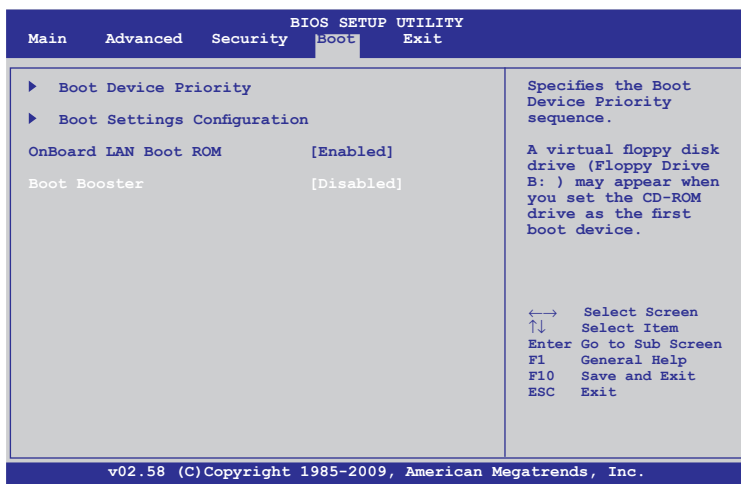 BIOS SETUP UTILITY
Main Advanced Security Boot Exit
Boot Device Priority
Boot Settings Configuration
OnBoard LAN Boot ROM [Enabled]
Boot Booster [Disabled]
Specifies the Boot
Device Priority
sequence.
A virtual floppy disk
drive (Floppy Drive
B: ) may appear when
you set the CD-ROM
drive as the first
boot device.
←→ Select Screen
↑↓ Select Item
Enter Go to Sub Screen
F1 General Help
F10 Save and Exit
ESC Exit
v02.58 (C)Copyright 1985-2009, American Megatrends, Inc.